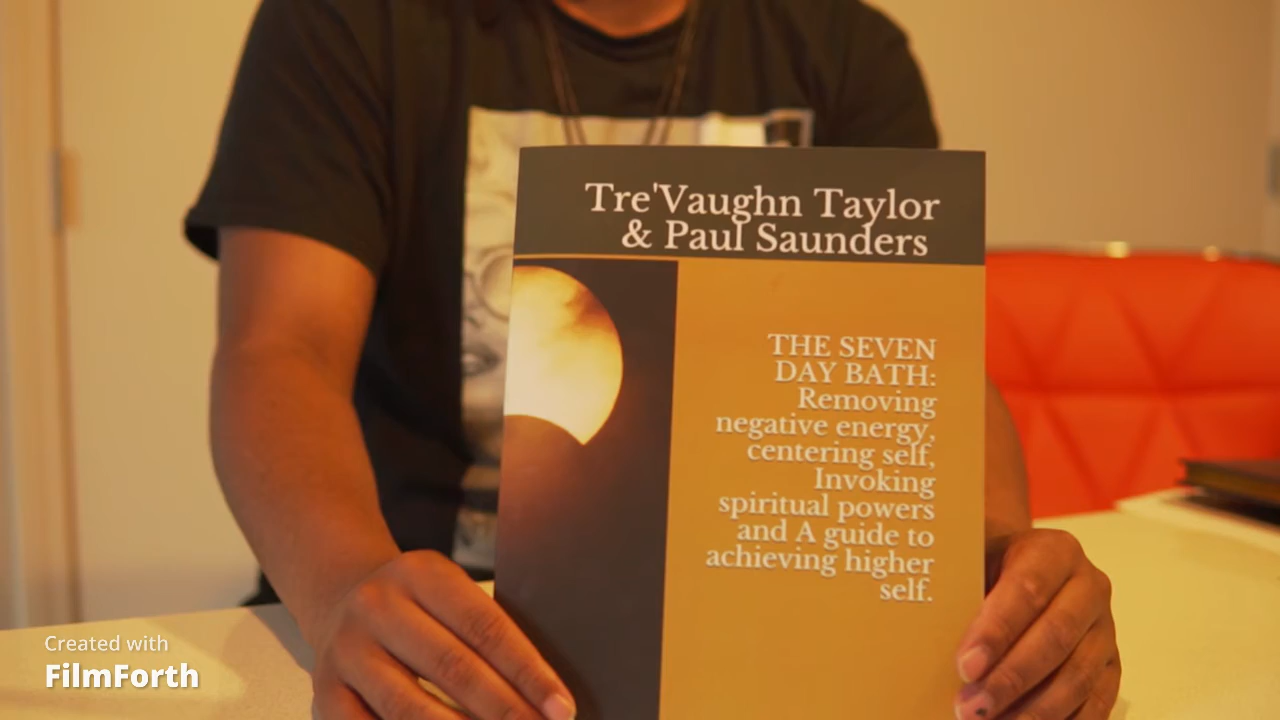 Tre'Vaughn Taylor
& Paul Saunders
THE SEVEN
DAY BATH:
Removing
negative energy,
centering self,
Invoking
spiritual powers
and A guide to
achieving higher
self.
Created with
FilmForth